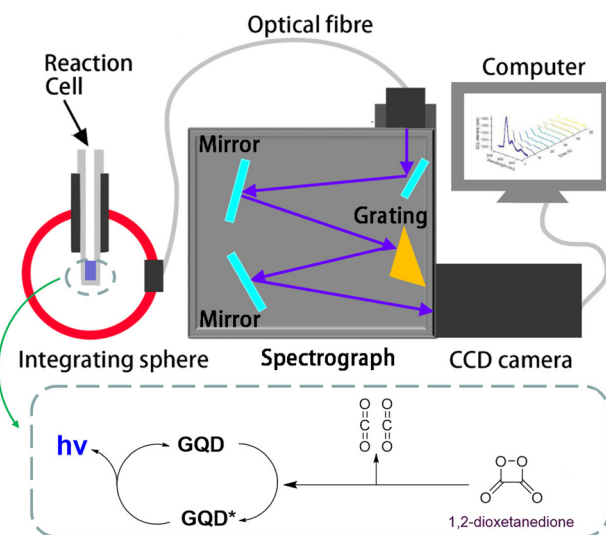 Optical fibre
Reaction
Cell
Computer
Mirror
Grating
Mirror
Integrating sphere
Spectrograph
CCD camera
hv
GQD
GQD*
O
C
O
O
C
O
O
O
O
O
1,2-dioxetanedione